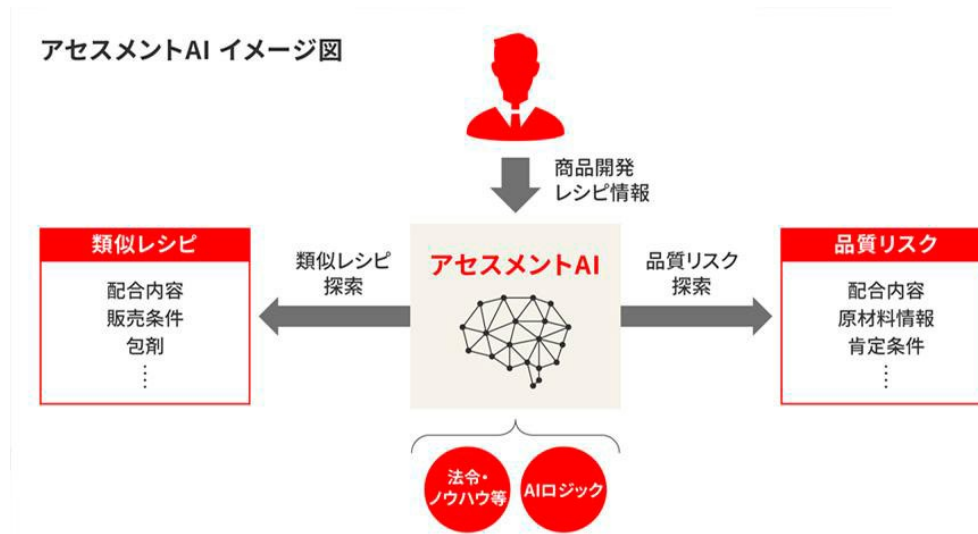 アセスメントAI イメージ図
商品開発
レシピ情報
類似レシピ
配合内容
販売条件
包剤
⋮
類似レシピ
探索
アセスメントAI
品質リスク
探索
品質リスク
配合内容
原材料情報
肯定条件
⋮
法令・
ノウハウ等
AIロジック